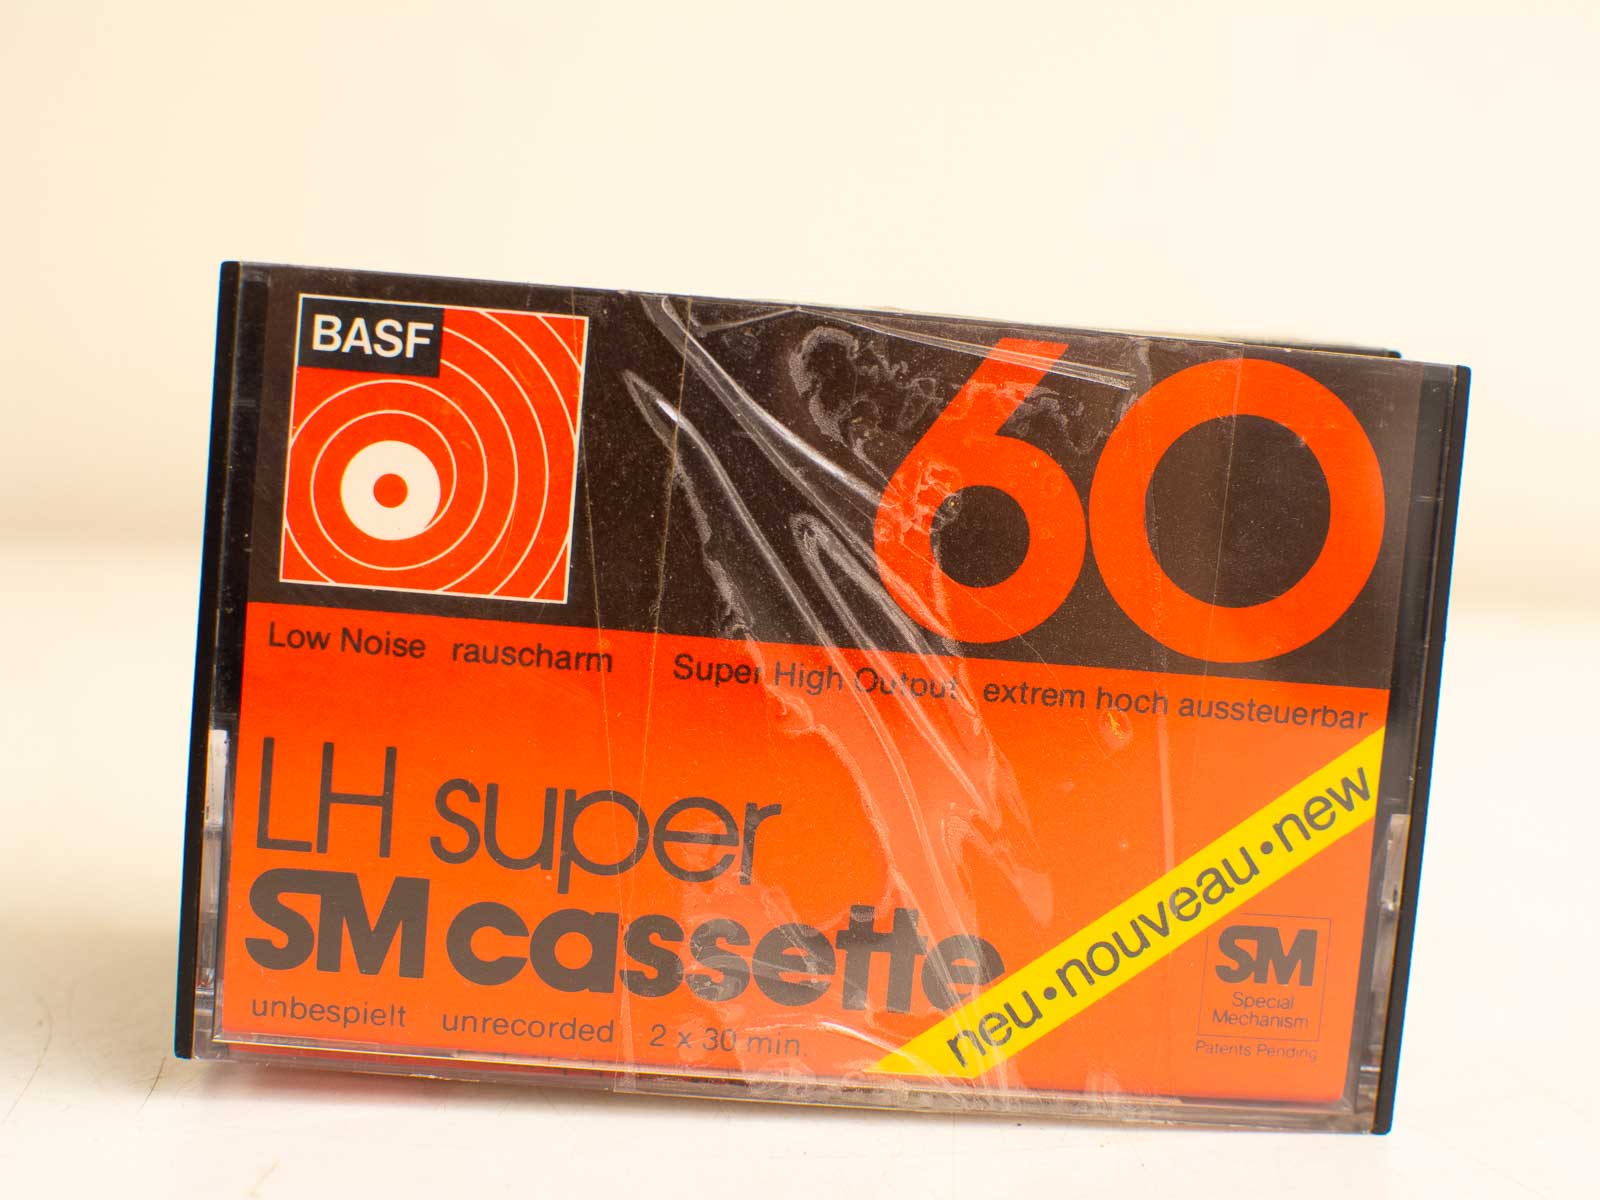 BASF
60
Low Noise rauscharm Super High Output extrem hoch aussteuerbar
LH super
SM cassette
unbespielt unrecorded 2 x 30 min.
neu•nouveau•new
SM
Special
Mechanism
Patents Pending